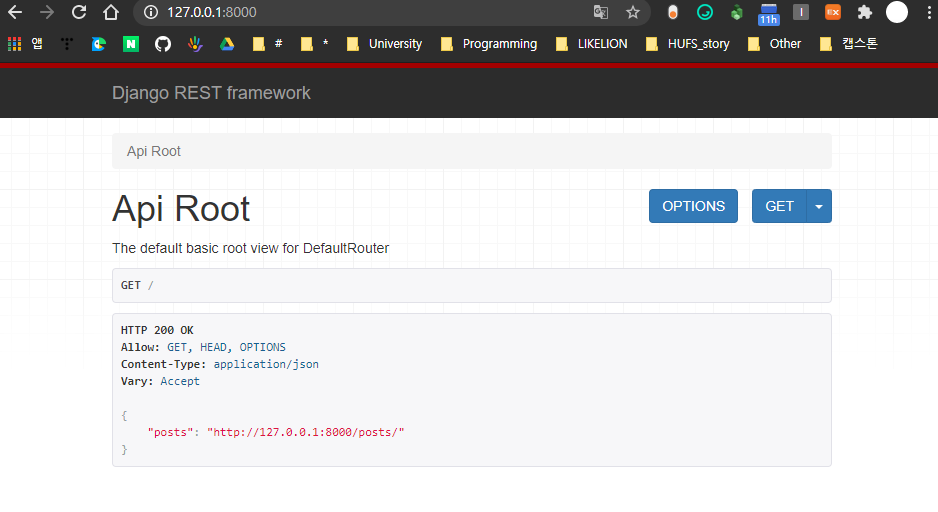 127.0.0.1:8000
11h
I
EX
앱
N
#
*
University
Programming
LIKELION
HUFS_story
Other
캡스톤
Django REST framework
Api Root
Api Root
OPTIONS
GET
The default basic root view for DefaultRouter
GET /
HTTP 200 OK
Allow: GET, HEAD, OPTIONS
Content-Type: application/json
Vary: Accept
{
"posts": "http://127.0.0.1:8000/posts/"
}